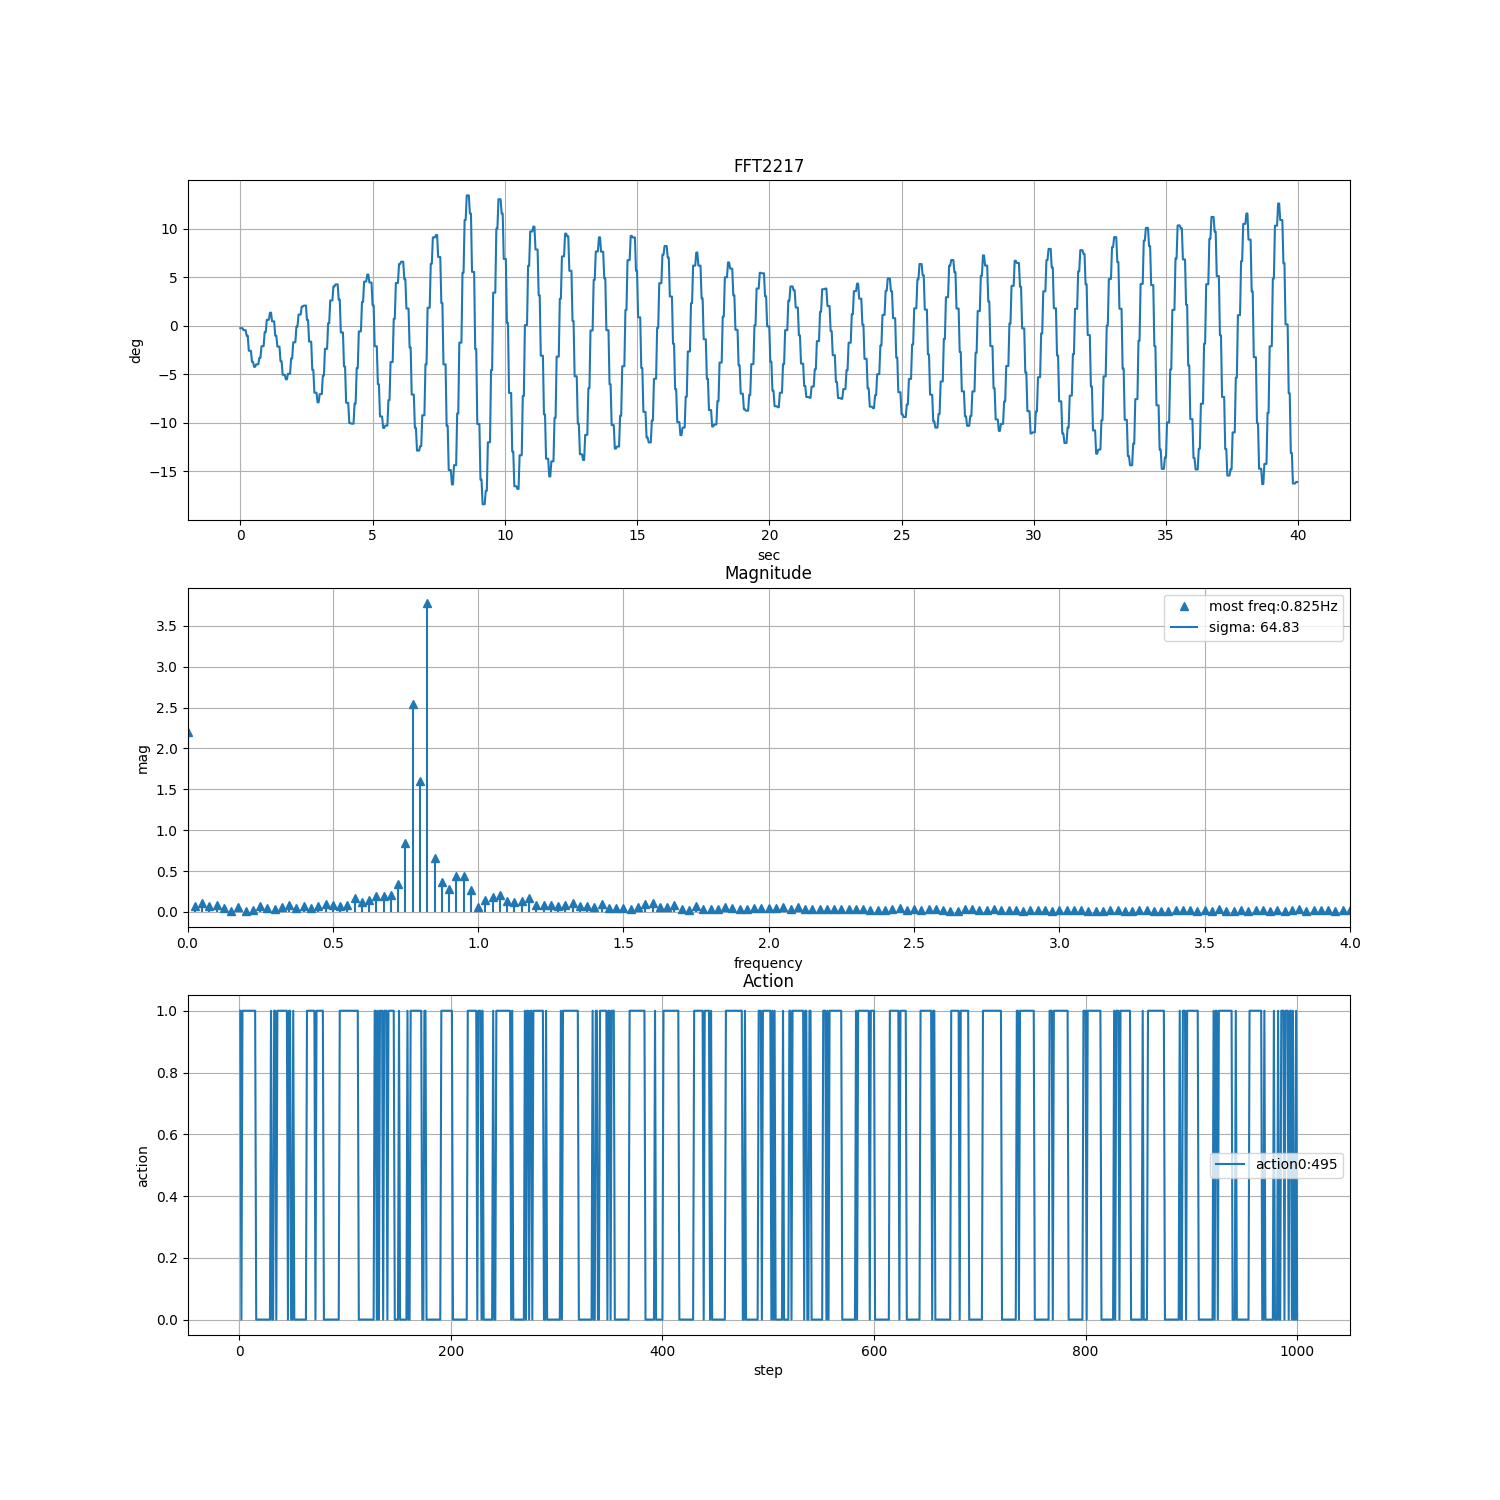 FFT2217
10
5
0
−5
−10
−15
deg
0 5 10 15 20 25 30 35 40
sec
Magnitude
most freq:0.825Hz
sigma: 64.83
3.5
3.0
2.5
2.0
1.5
1.0
0.5
0.0
mag
0.0 0.5 1.0 1.5 2.0 2.5 3.0 3.5 4.0
frequency
Action
1.0
0.8
0.6
0.4
0.2
0.0
action
action0:495
0 200 400 600 800 1000
step